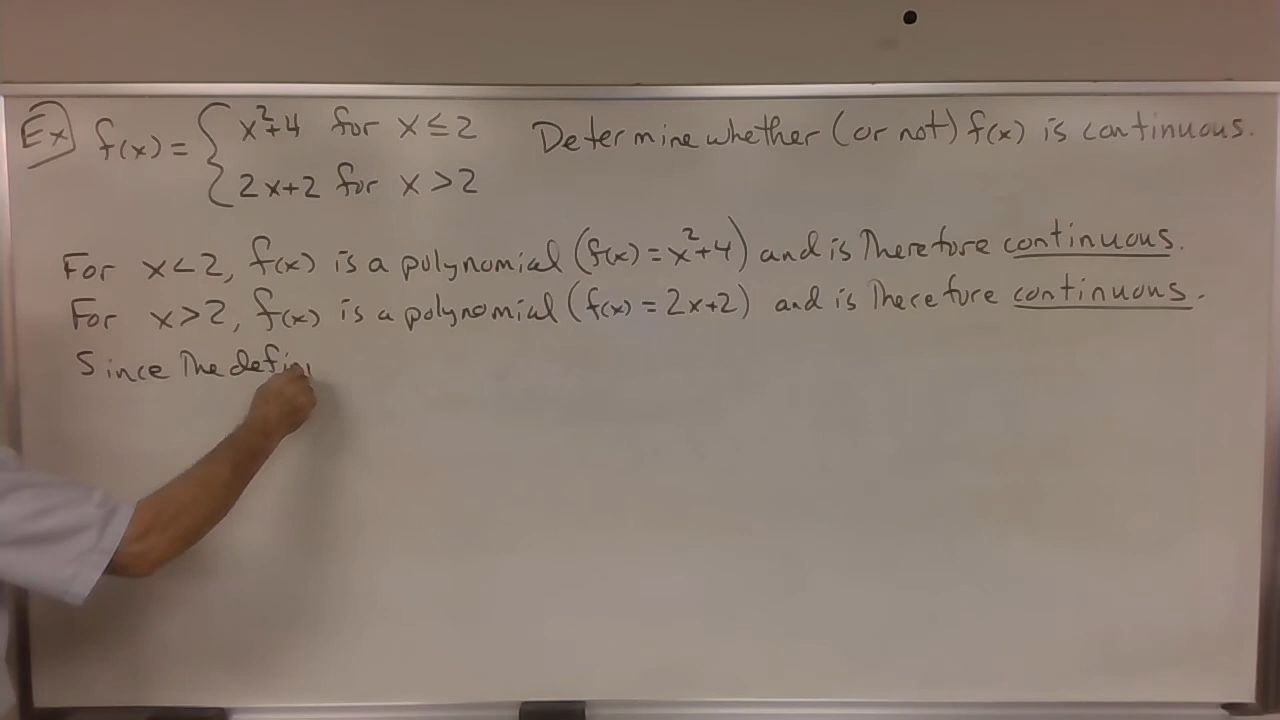 Ex f(x) = { x²+4 for x ≤ 2 Determine whether (or not) f(x) is continuous.
2x+2 for x > 2
For x < 2, f(x) is a polynomial (f(x) = x²+4) and is Therefore continuous.
For x > 2, f(x) is a polynomial (f(x) = 2x+2) and is Therefore continuous.
Since The defin